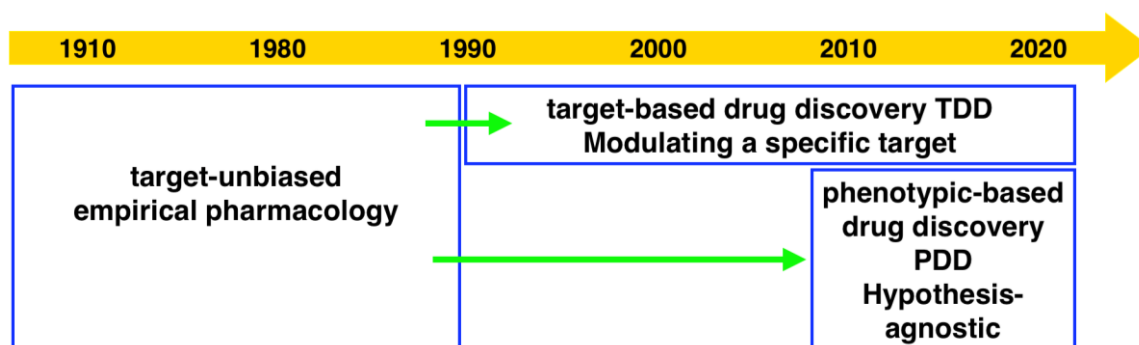 1910 1980 1990 2000 2010 2020
target-unbiased
empirical pharmacology
target-based drug discovery TDD
Modulating a specific target
phenotypic-based
drug discovery
PDD
Hypothesis-
agnostic